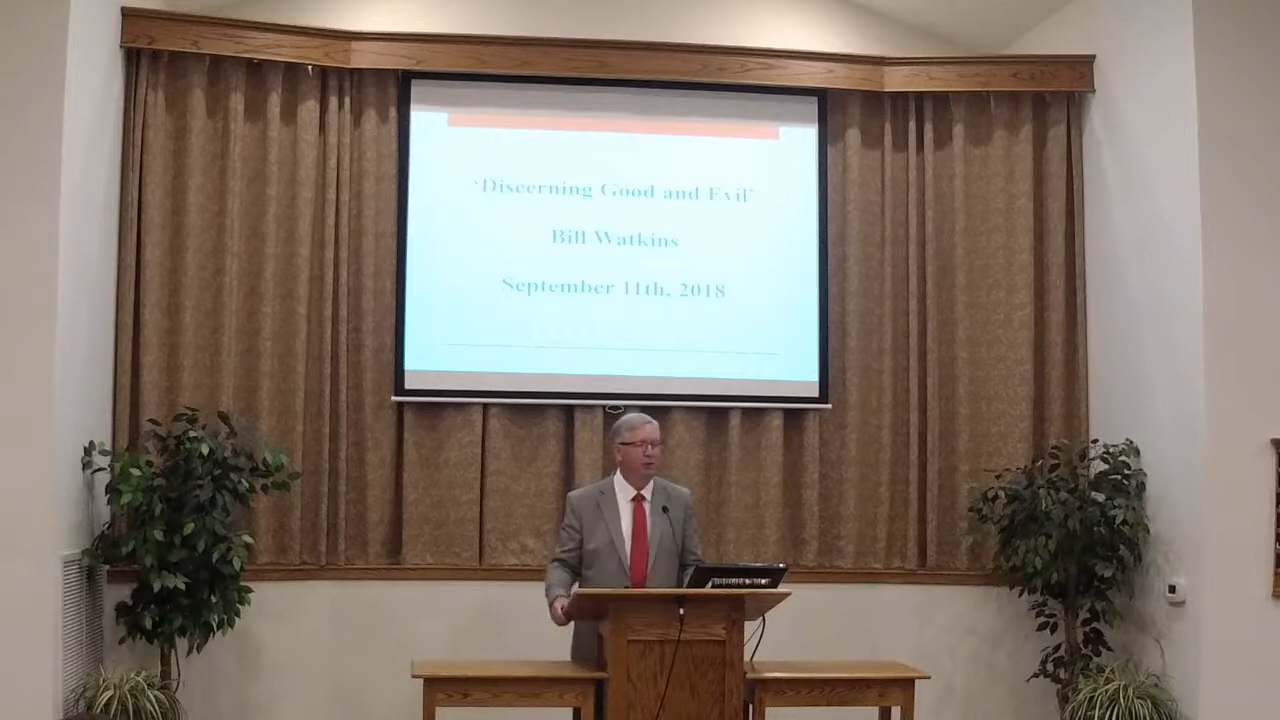 ‘Discerning Good and Evil’
Bill Watkins
September 11th, 2018